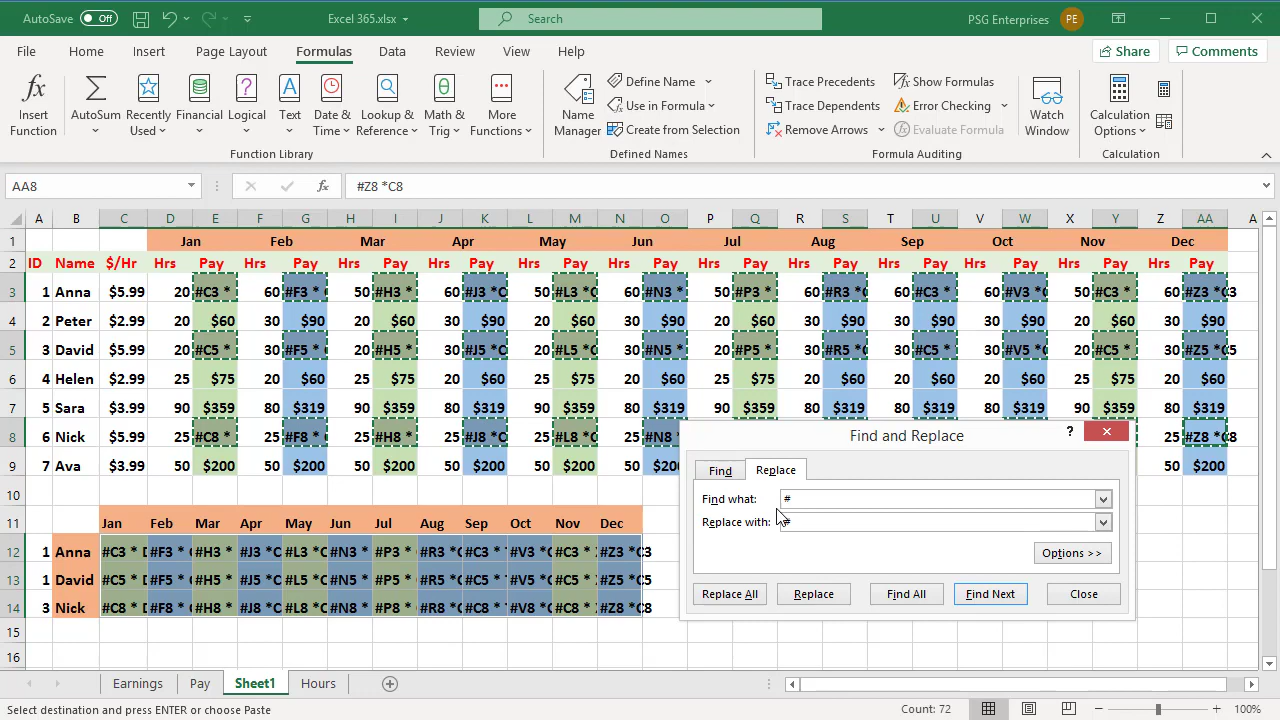 AutoSave Off Excel 365.xlsx Search PSG Enterprises PE
File Home Insert Page Layout Formulas Data Review View Help Share Comments
Insert Function AutoSum Recently Used Financial Logical Text Date & Time Lookup & Reference Math & Trig More Functions
Function Library
Name Manager Define Name Use in Formula Create from Selection
Defined Names
Trace Precedents Show Formulas
Trace Dependents Error Checking
Remove Arrows Evaluate Formula
Formula Auditing
Watch Window
Calculation Options
Calculation
AA8 fx #Z8 *C8
A B C D E F G H I J K L M N O P Q R S T U V W X Y Z AA A
1 Jan Feb Mar Apr May Jun Jul Aug Sep Oct Nov Dec
2 ID Name $/Hr Hrs Pay Hrs Pay Hrs Pay Hrs Pay Hrs Pay Hrs Pay Hrs Pay Hrs Pay Hrs Pay Hrs Pay Hrs Pay Hrs Pay
3 1 Anna $5.99 20 #C3 * 60 #F3 * 50 #H3 * 60 #J3 *C 50 #L3 *C 60 #N3 * 50 #P3 * 60 #R3 *C 30 #C3 * 60 #V3 *C 50 #C3 * 60 #Z3 *C3
4 2 Peter $2.99 20 $60 30 $90 20 $60 30 $90 20 $60 30 $90 20 $60 30 $90 30 $90 30 $90 20 $60 30 $90
5 3 David $5.99 20 #C5 * 30 #F5 * 20 #H5 * 30 #J5 *C 20 #L5 *C 30 #N5 * 20 #P5 * 30 #R5 *C 30 #C5 * 30 #V5 *C 20 #C5 * 30 #Z5 *C5
6 4 Helen $2.99 25 $75 20 $60 25 $75 20 $60 25 $75 20 $60 25 $75 20 $60 20 $60 20 $60 25 $75 20 $60
7 5 Sara $3.99 90 $359 80 $319 90 $359 80 $319 90 $359 80 $319 90 $359 80 $319 80 $319 80 $319 90 $359 80 $319
8 6 Nick $5.99 25 #C8 * 25 #F8 * 25 #H8 * 25 #J8 *C 25 #L8 *C 25 #N8 25 #Z8 *C8
9 7 Ava $3.99 50 $200 50 $200 50 $200 50 $200 50 $200 50 $200 50 $200
10
11 Jan Feb Mar Apr May Jun Jul Aug Sep Oct Nov Dec
12 1 Anna #C3 * D #F3 * #H3 * #J3 *C #L3 *C #N3 * #P3 * #R3 *C #C3 * #V3 *C #C3 * X #Z3 *C3
13 1 David #C5 * D #F5 * #H5 * #J5 *C #L5 *C #N5 * #P5 * #R5 *C #C5 * #V5 *C #C5 * X #Z5 *C5
14 3 Nick #C8 * D #F8 * #H8 * #J8 *C #L8 *C #N8 * #P8 * #R8 *C #C8 * #V8 *C #C8 * X #Z8 *C8
15
16
Find and Replace ?
Find Replace
Find what: #
Replace with: #
Options >>
Replace All Replace Find All Find Next Close
Earnings Pay Sheet1 Hours
Select destination and press ENTER or choose Paste Count: 72 100%